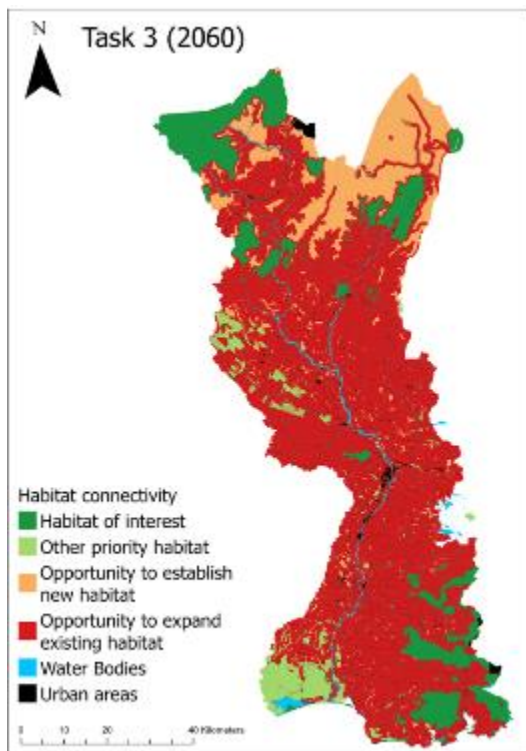 N
Task 3 (2060)
Habitat connectivity
Habitat of interest
Other priority habitat
Opportunity to establish
new habitat
Opportunity to expand
existing habitat
Water Bodies
Urban areas
0 10 20 40 Kilometers